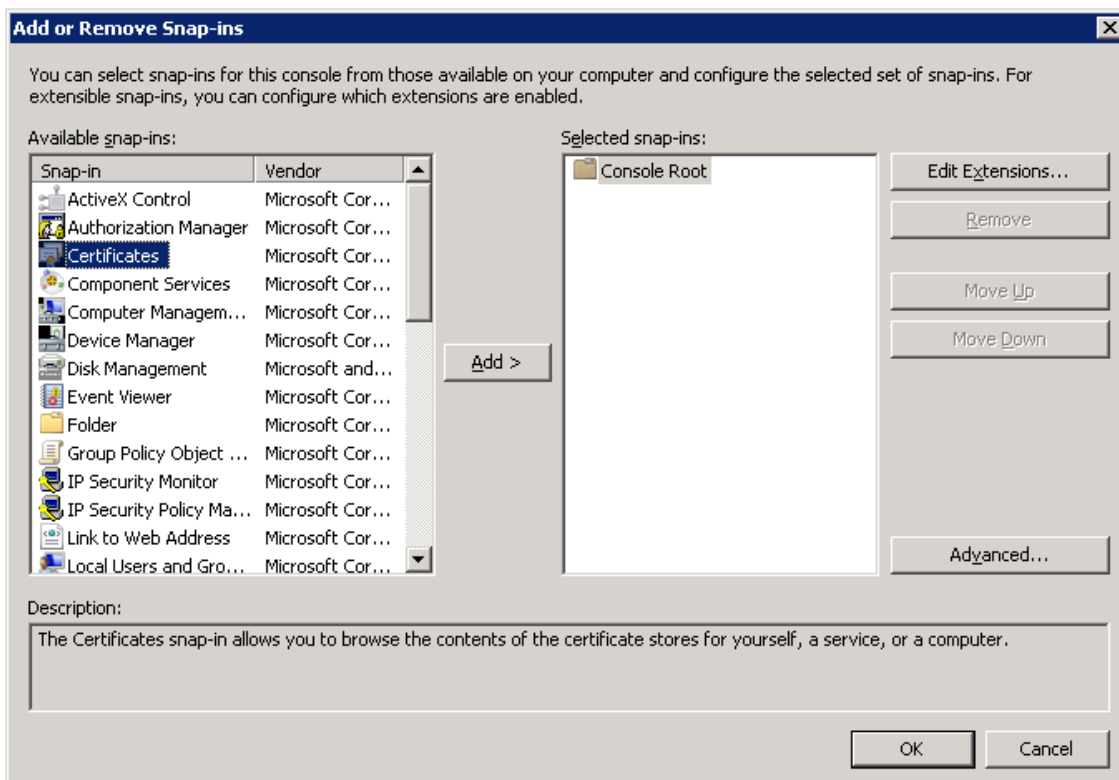 Add or Remove Snap-ins
You can select snap-ins for this console from those available on your computer and configure the selected set of snap-ins. For
extensible snap-ins, you can configure which extensions are enabled.
Available snap-ins:
Snap-in Vendor
ActiveX Control Microsoft Cor...
Authorization Manager Microsoft Cor...
Certificates Microsoft Cor...
Component Services Microsoft Cor...
Computer Managem... Microsoft Cor...
Device Manager Microsoft Cor...
Disk Management Microsoft and...
Event Viewer Microsoft Cor...
Folder Microsoft Cor...
Group Policy Object ... Microsoft Cor...
IP Security Monitor Microsoft Cor...
IP Security Policy Ma... Microsoft Cor...
Link to Web Address Microsoft Cor...
Local Users and Gro... Microsoft Cor...
Add >
Selected snap-ins:
Console Root
Edit Extensions...
Remove
Move Up
Move Down
Advanced...
Description:
The Certificates snap-in allows you to browse the contents of the certificate stores for yourself, a service, or a computer.
OK
Cancel